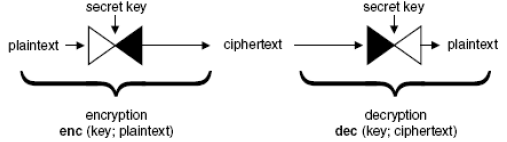 secret key secret key
plaintext ciphertext plaintext
encryption decryption
enc (key; plaintext) dec (key; ciphertext)